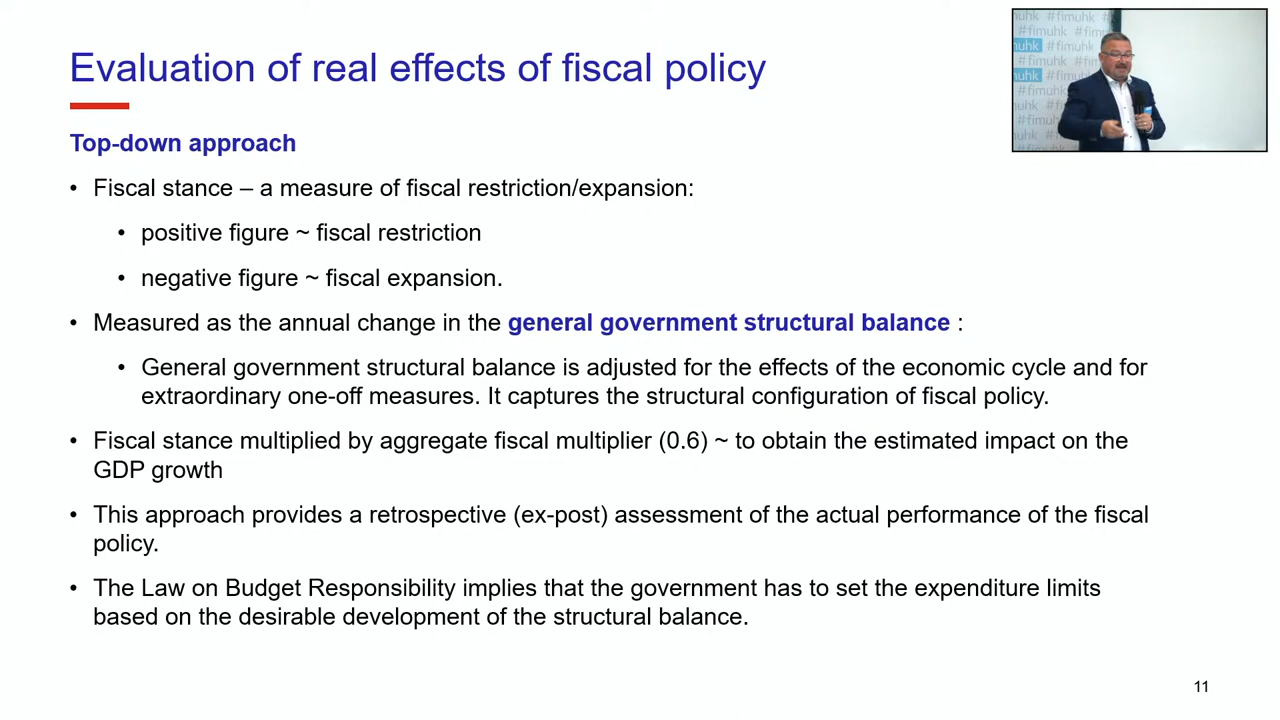 Evaluation of real effects of fiscal policy
Top-down approach
• Fiscal stance – a measure of fiscal restriction/expansion:
• positive figure ~ fiscal restriction
• negative figure ~ fiscal expansion.
• Measured as the annual change in the general government structural balance :
• General government structural balance is adjusted for the effects of the economic cycle and for
extraordinary one-off measures. It captures the structural configuration of fiscal policy.
• Fiscal stance multiplied by aggregate fiscal multiplier (0.6) ~ to obtain the estimated impact on the
GDP growth
• This approach provides a retrospective (ex-post) assessment of the actual performance of the fiscal
policy.
• The Law on Budget Responsibility implies that the government has to set the expenditure limits
based on the desirable development of the structural balance.
11
#fimuhk
#fimuhk
#fimuhk